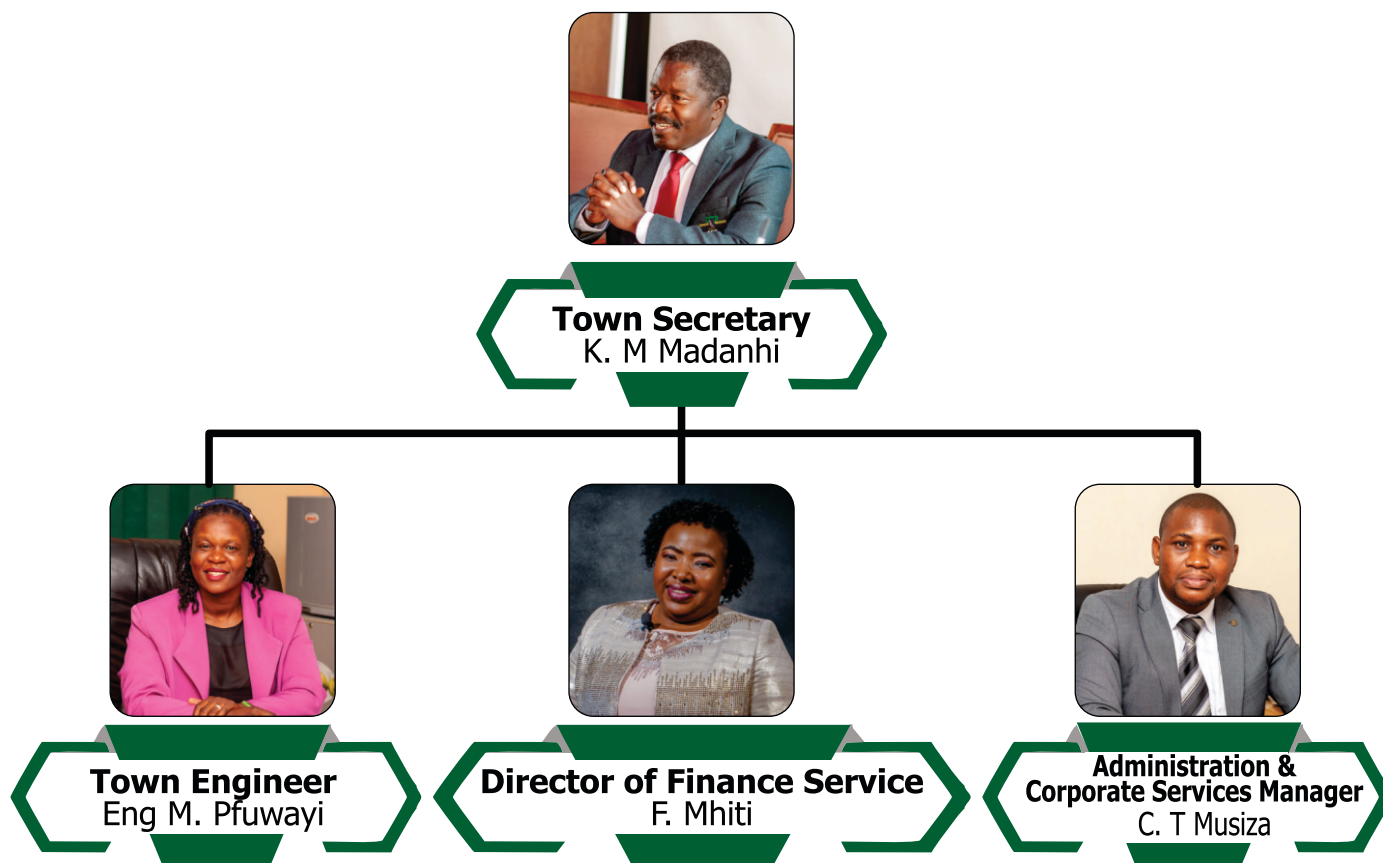 Town Secretary
K. M Madanhi
Town Engineer
Eng M. Pfuwayi
Director of Finance Service
F. Mhiti
Administration &
Corporate Services Manager
C. T Musiza